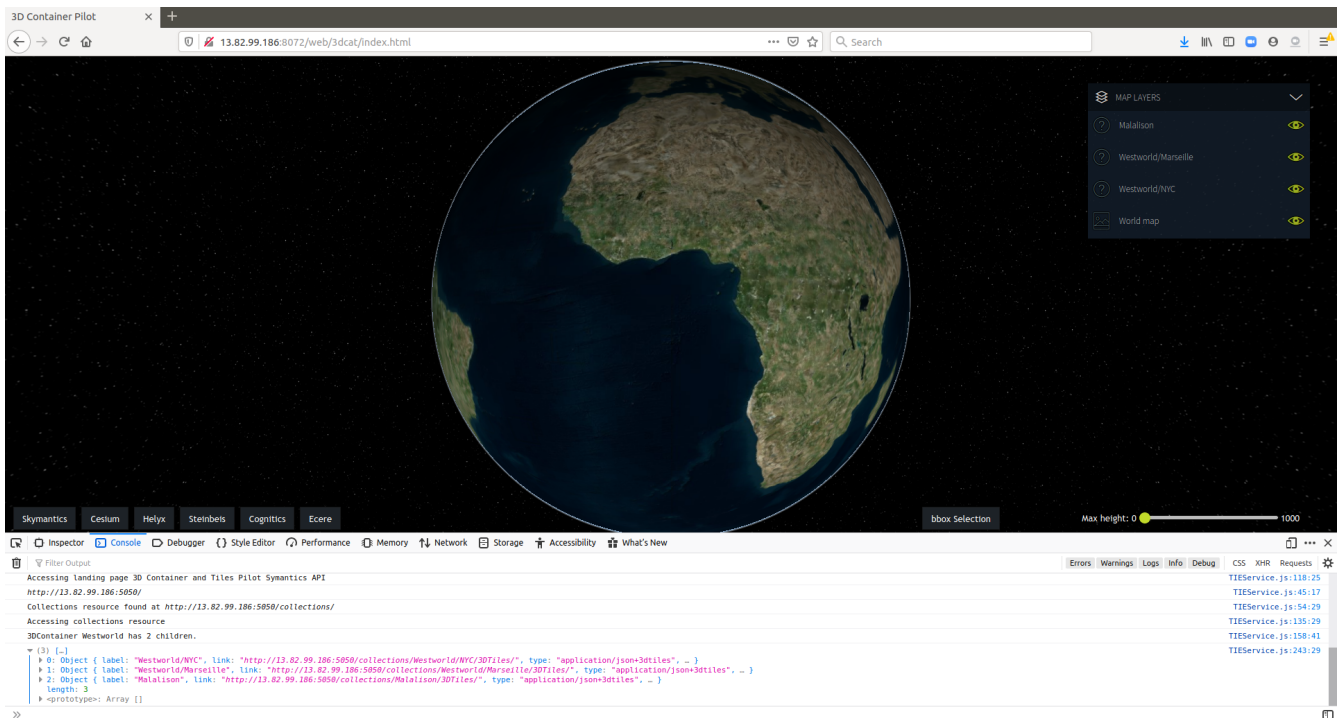 3D Container Pilot
13.82.99.186:8072/web/3dcat/index.html
Search
MAP LAYERS
Malalison
Westworld/Marseille
Westworld/NYC
World map
Skymantics Cesium Helyx Steinbeis Cognitics Ecere
bbox Selection
Max height: 0 1000
Inspector Console Debugger Style Editor Performance Memory Network Storage Accessibility What's New
Filter Output
Errors Warnings Logs Info Debug CSS XHR Requests
Accessing landing page 3D Container and Tiles Pilot Symantics API TIEService.js:118:25
http://13.82.99.186:5050/ TIEService.js:45:17
Collections resource found at http://13.82.99.186:5050/collections/ TIEService.js:54:29
Accessing collections resource TIEService.js:135:29
3DContainer Westworld has 2 children. TIEService.js:158:41
(3) […] TIEService.js:243:29
0: Object { label: "Westworld/NYC", link: "http://13.82.99.186:5050/collections/Westworld/NYC/3DTiles/", type: "application/json+3dtiles", … }
1: Object { label: "Westworld/Marseille", link: "http://13.82.99.186:5050/collections/Westworld/Marseille/3DTiles/", type: "application/json+3dtiles", … }
2: Object { label: "Malalison", link: "http://13.82.99.186:5050/collections/Malalison/3DTiles/", type: "application/json+3dtiles", … }
length: 3
<prototype>: Array []